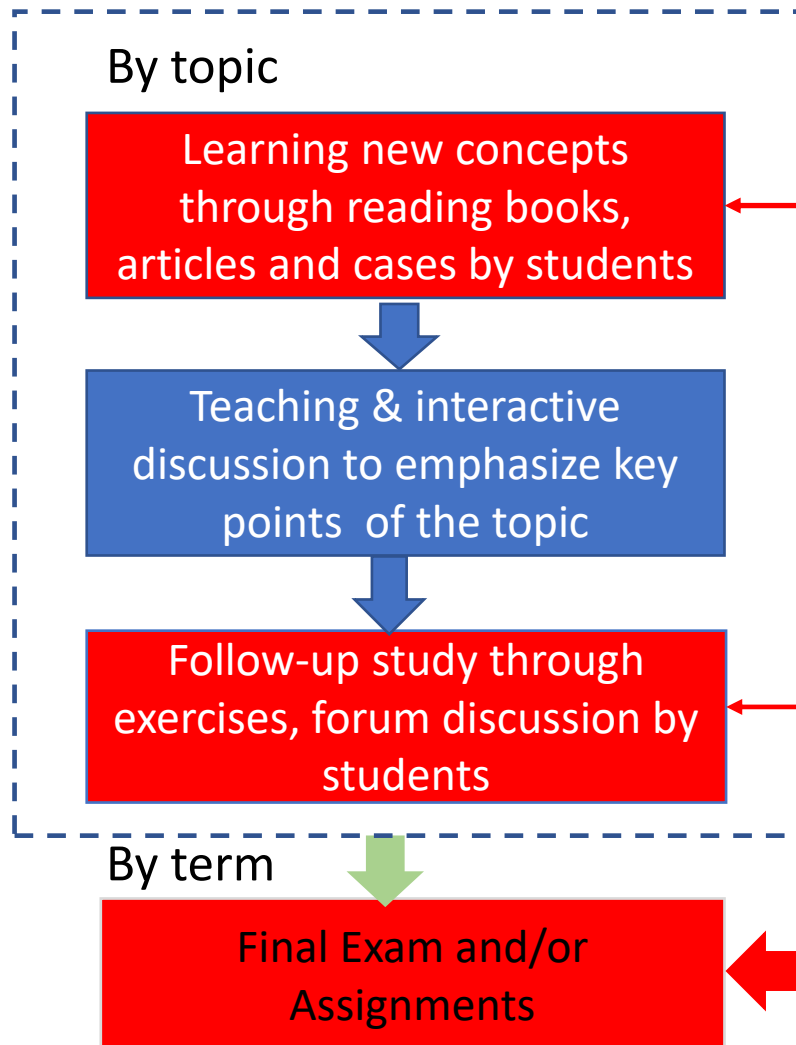 By topic
Learning new concepts
through reading books,
articles and cases by students
Teaching & interactive
discussion to emphasize key
points  of the topic
Follow-up study through
exercises, forum discussion by
students
By term
Final Exam and/or
Assignments